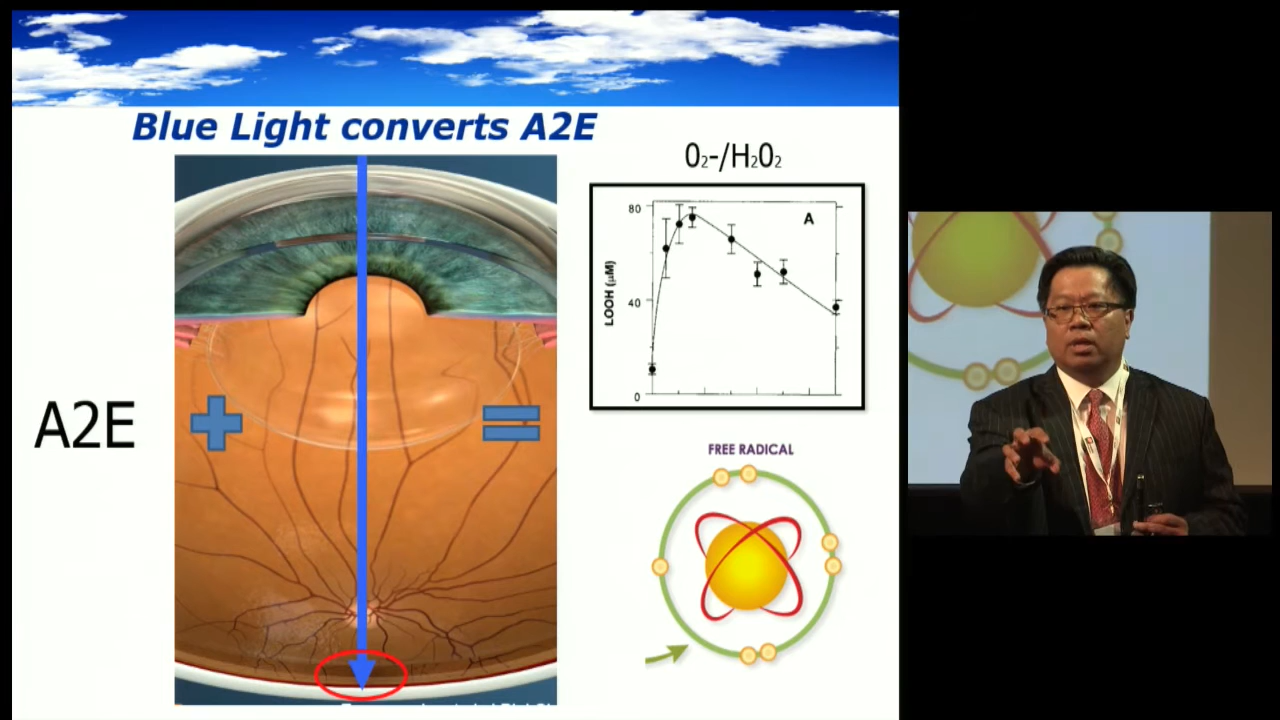 Blue Light converts A2E
A2E
O₂-/H₂O₂
80
40
0
LOOH (µM)
A
FREE RADICAL